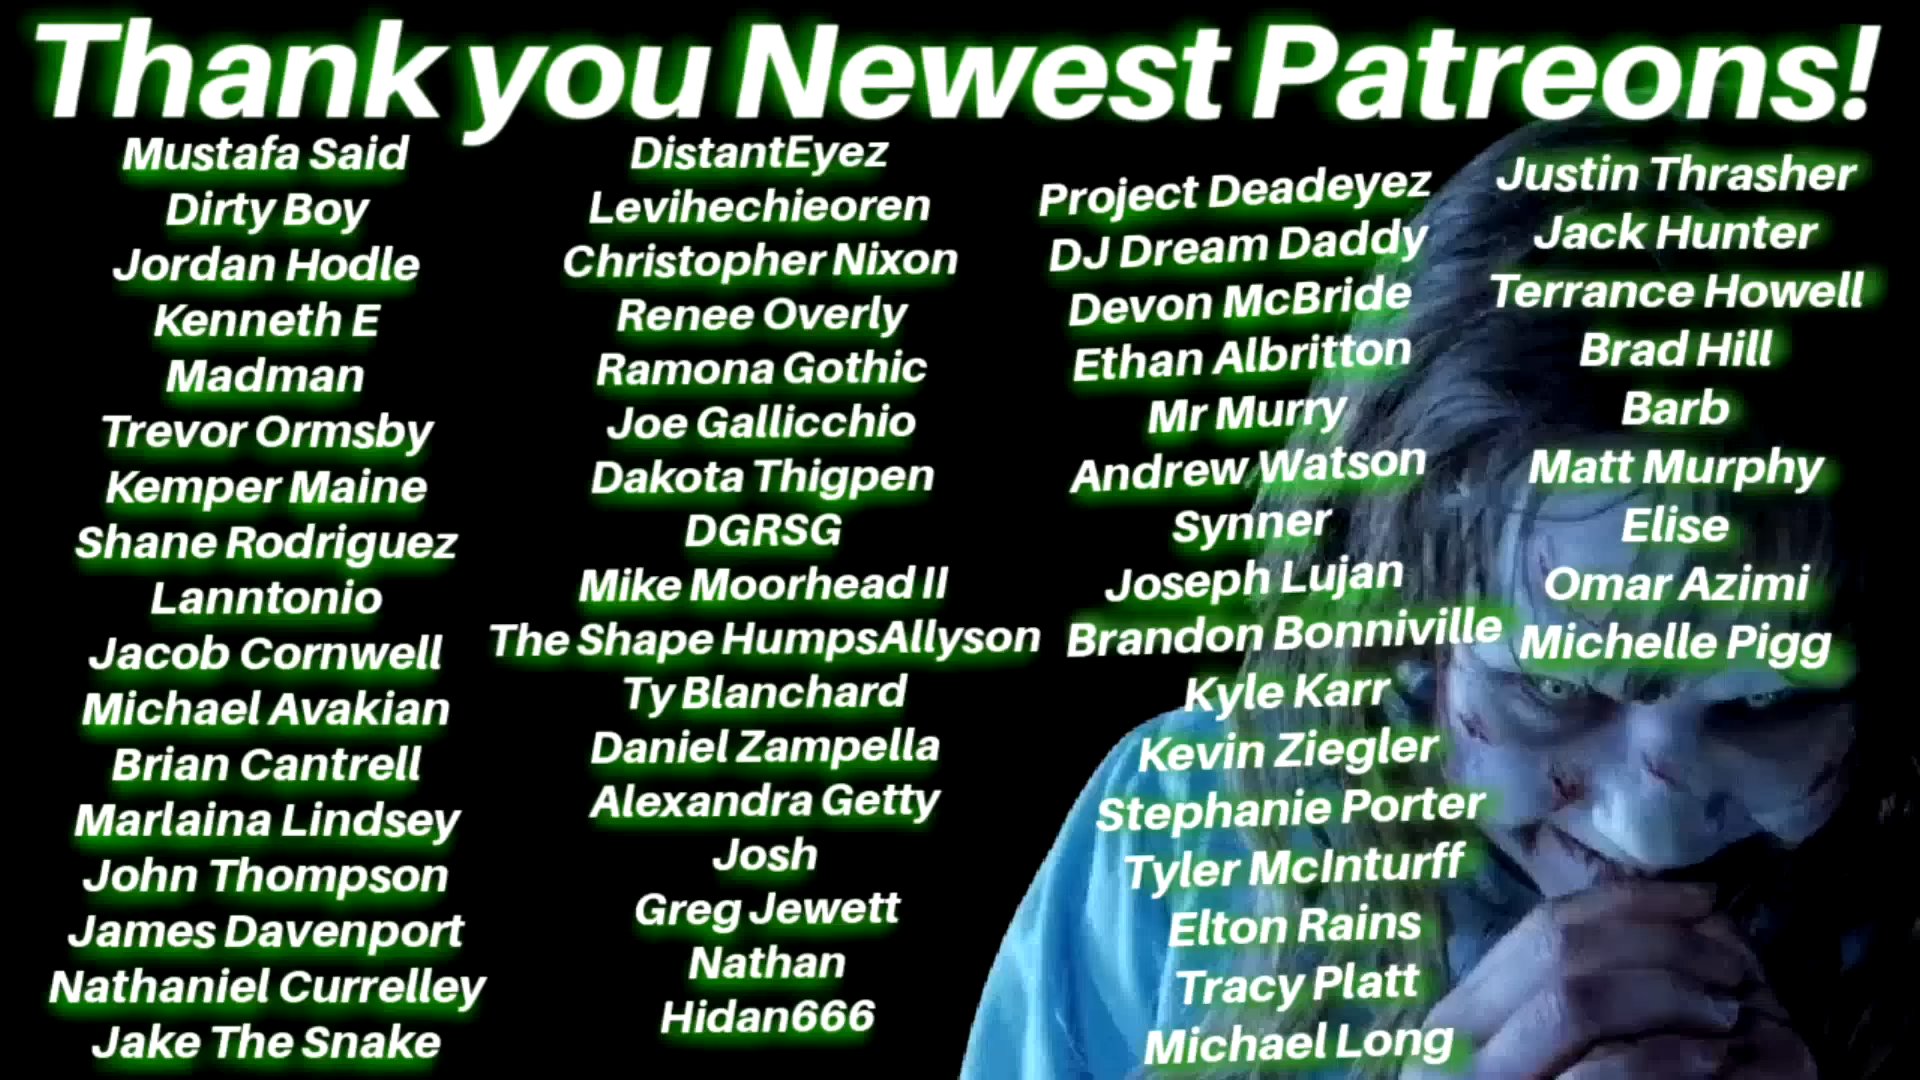 Thank you Newest Patreons!
Mustafa Said
Dirty Boy
Jordan Hodle
Kenneth E
Madman
Trevor Ormsby
Kemper Maine
Shane Rodriguez
Lanntonio
Jacob Cornwell
Michael Avakian
Brian Cantrell
Marlaina Lindsey
John Thompson
James Davenport
Nathaniel Currelley
Jake The Snake
DistantEyez
Levihechieoren
Christopher Nixon
Renee Overly
Ramona Gothic
Joe Gallicchio
Dakota Thigpen
DGRSG
Mike Moorhead II
The Shape HumpsAllyson
Ty Blanchard
Daniel Zampella
Alexandra Getty
Josh
Greg Jewett
Nathan
Hidan666
Project Deadeyez
DJ Dream Daddy
Devon McBride
Ethan Albritton
Mr Murry
Andrew Watson
Synner
Joseph Lujan
Brandon Bonniville
Kyle Karr
Kevin Ziegler
Stephanie Porter
Tyler McInturff
Elton Rains
Tracy Platt
Michael Long
Justin Thrasher
Jack Hunter
Terrance Howell
Brad Hill
Barb
Matt Murphy
Elise
Omar Azimi
Michelle Pigg